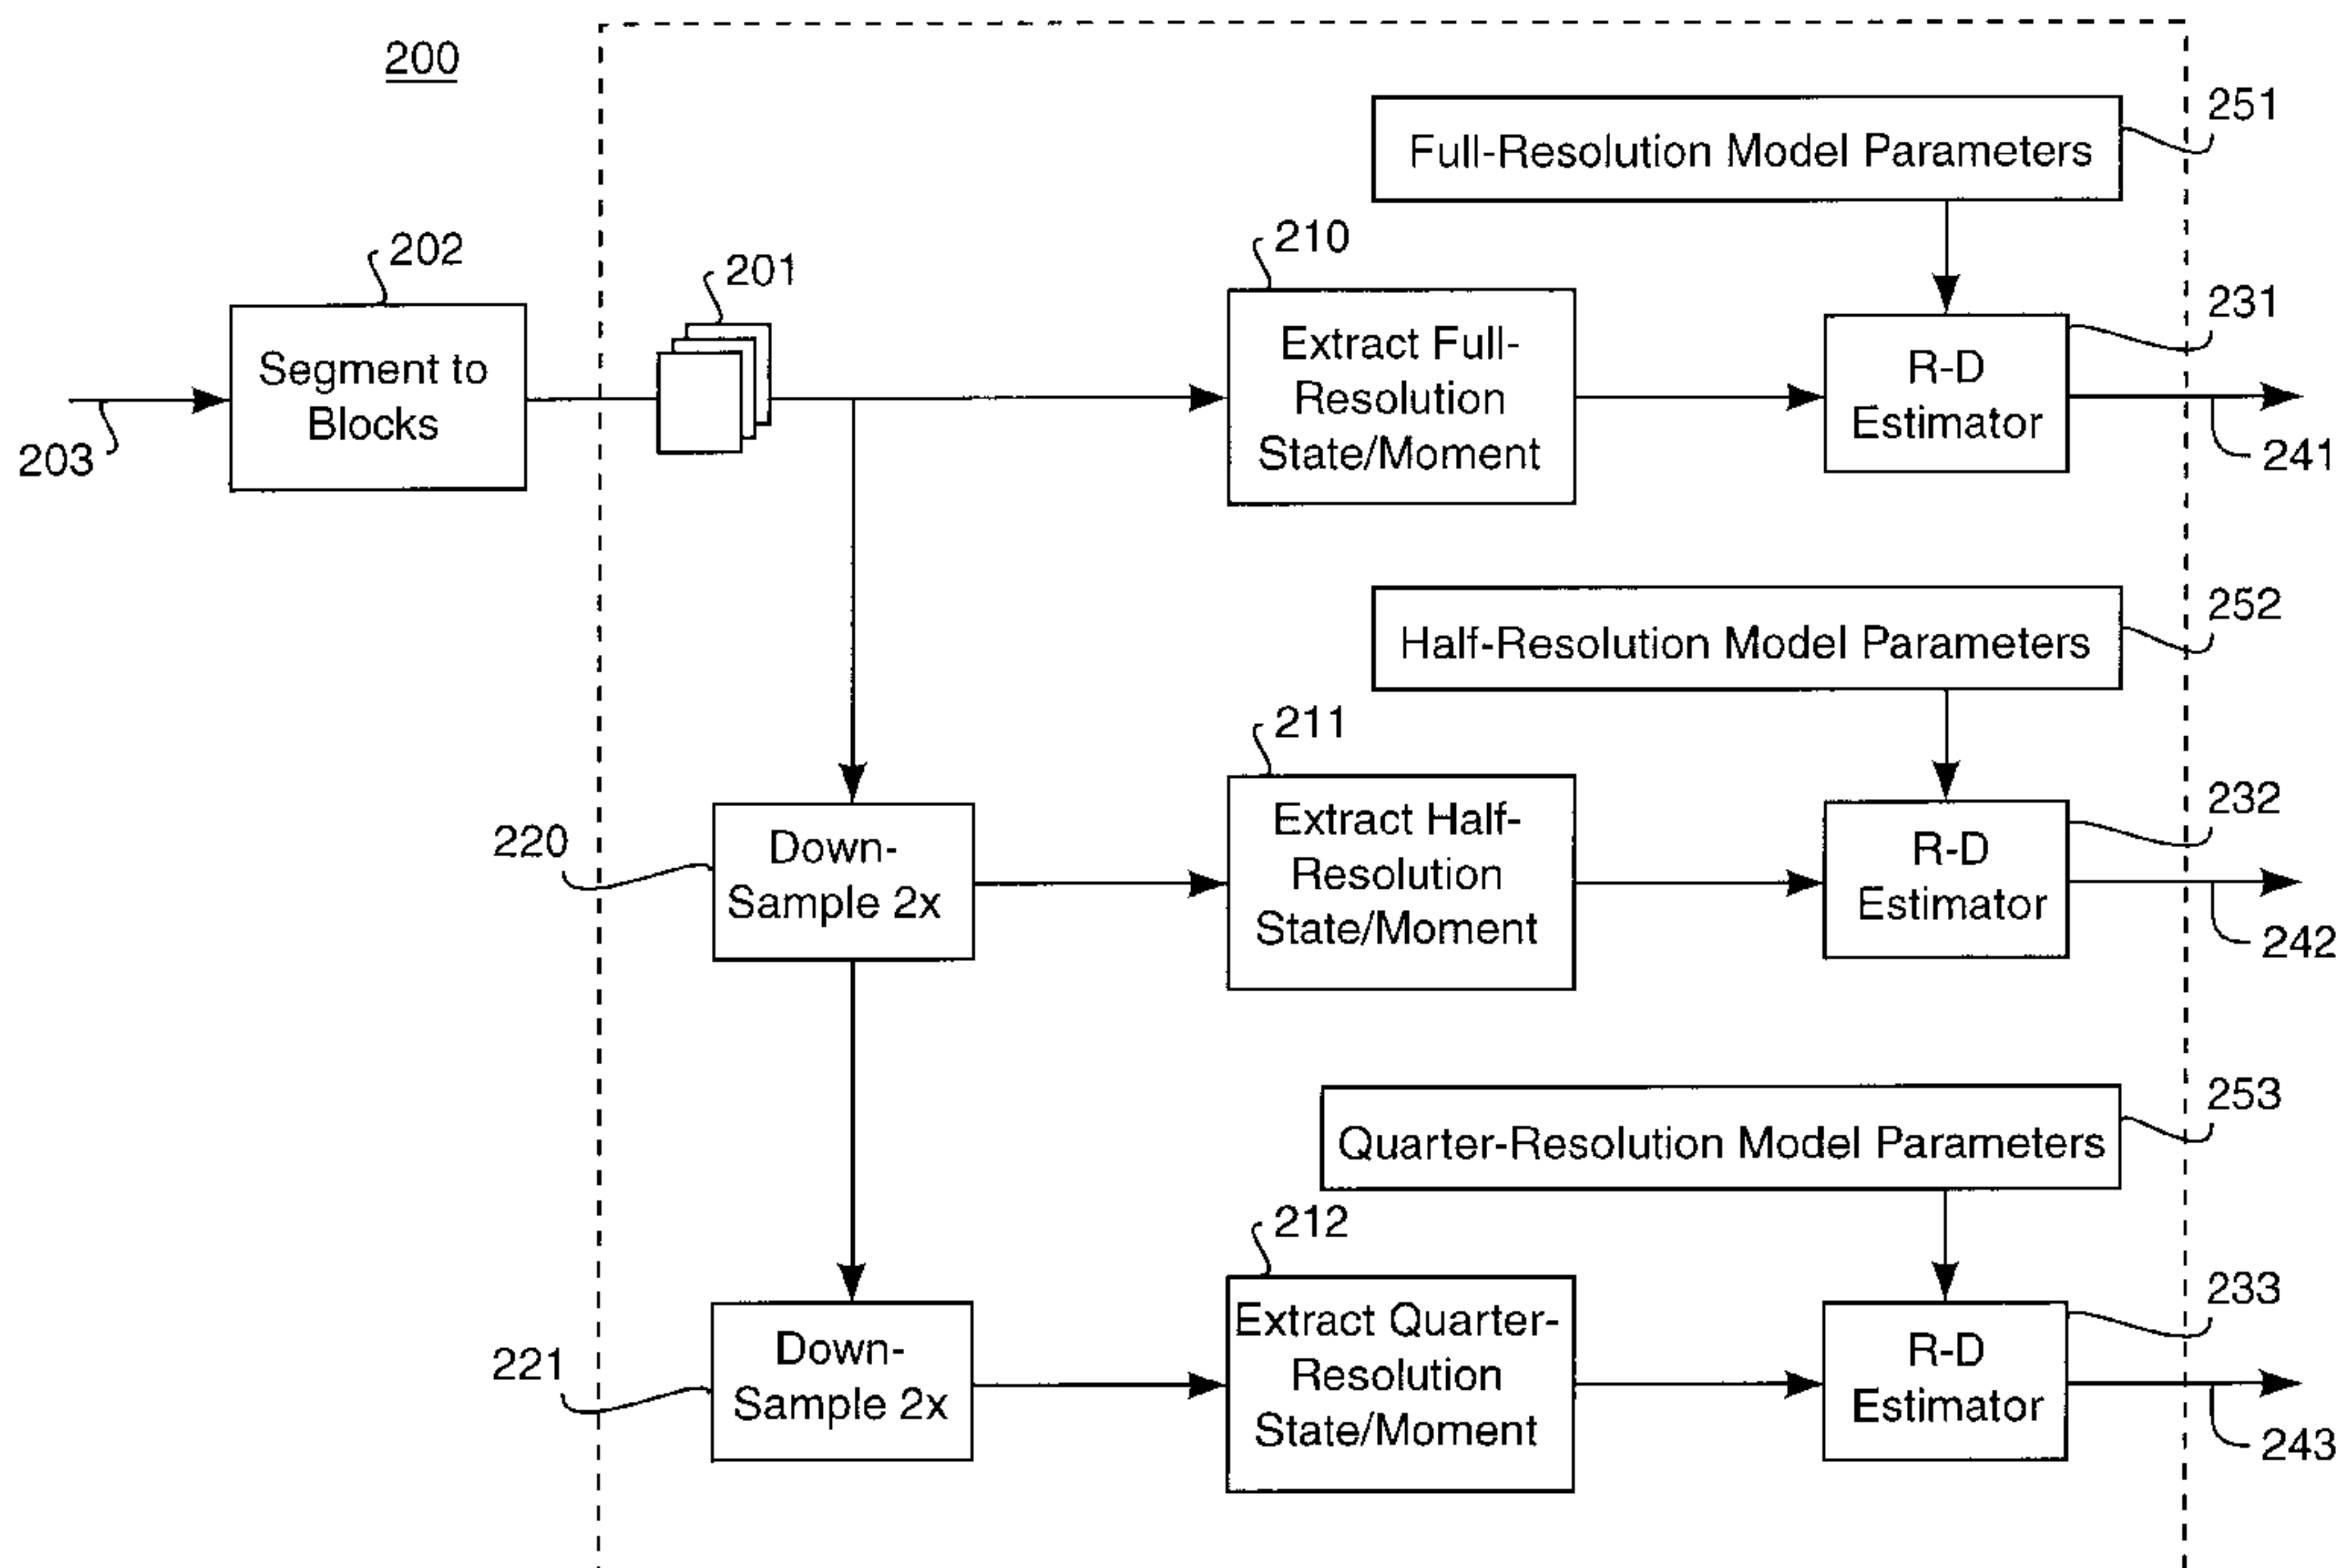 200
251
Full-Resolution Model Parameters
202
201
210
231
Segment to
Blocks
Extract Full-
Resolution
State/Moment
R-D
Estimator
203
241
252
Half-Resolution Model Parameters
211
232
220
Down-
Sample 2x
Extract Half-
Resolution
State/Moment
R-D
Estimator
242
253
Quarter-Resolution Model Parameters
212
233
221
Down-
Sample 2x
Extract Quarter-
Resolution
State/Moment
R-D
Estimator
243